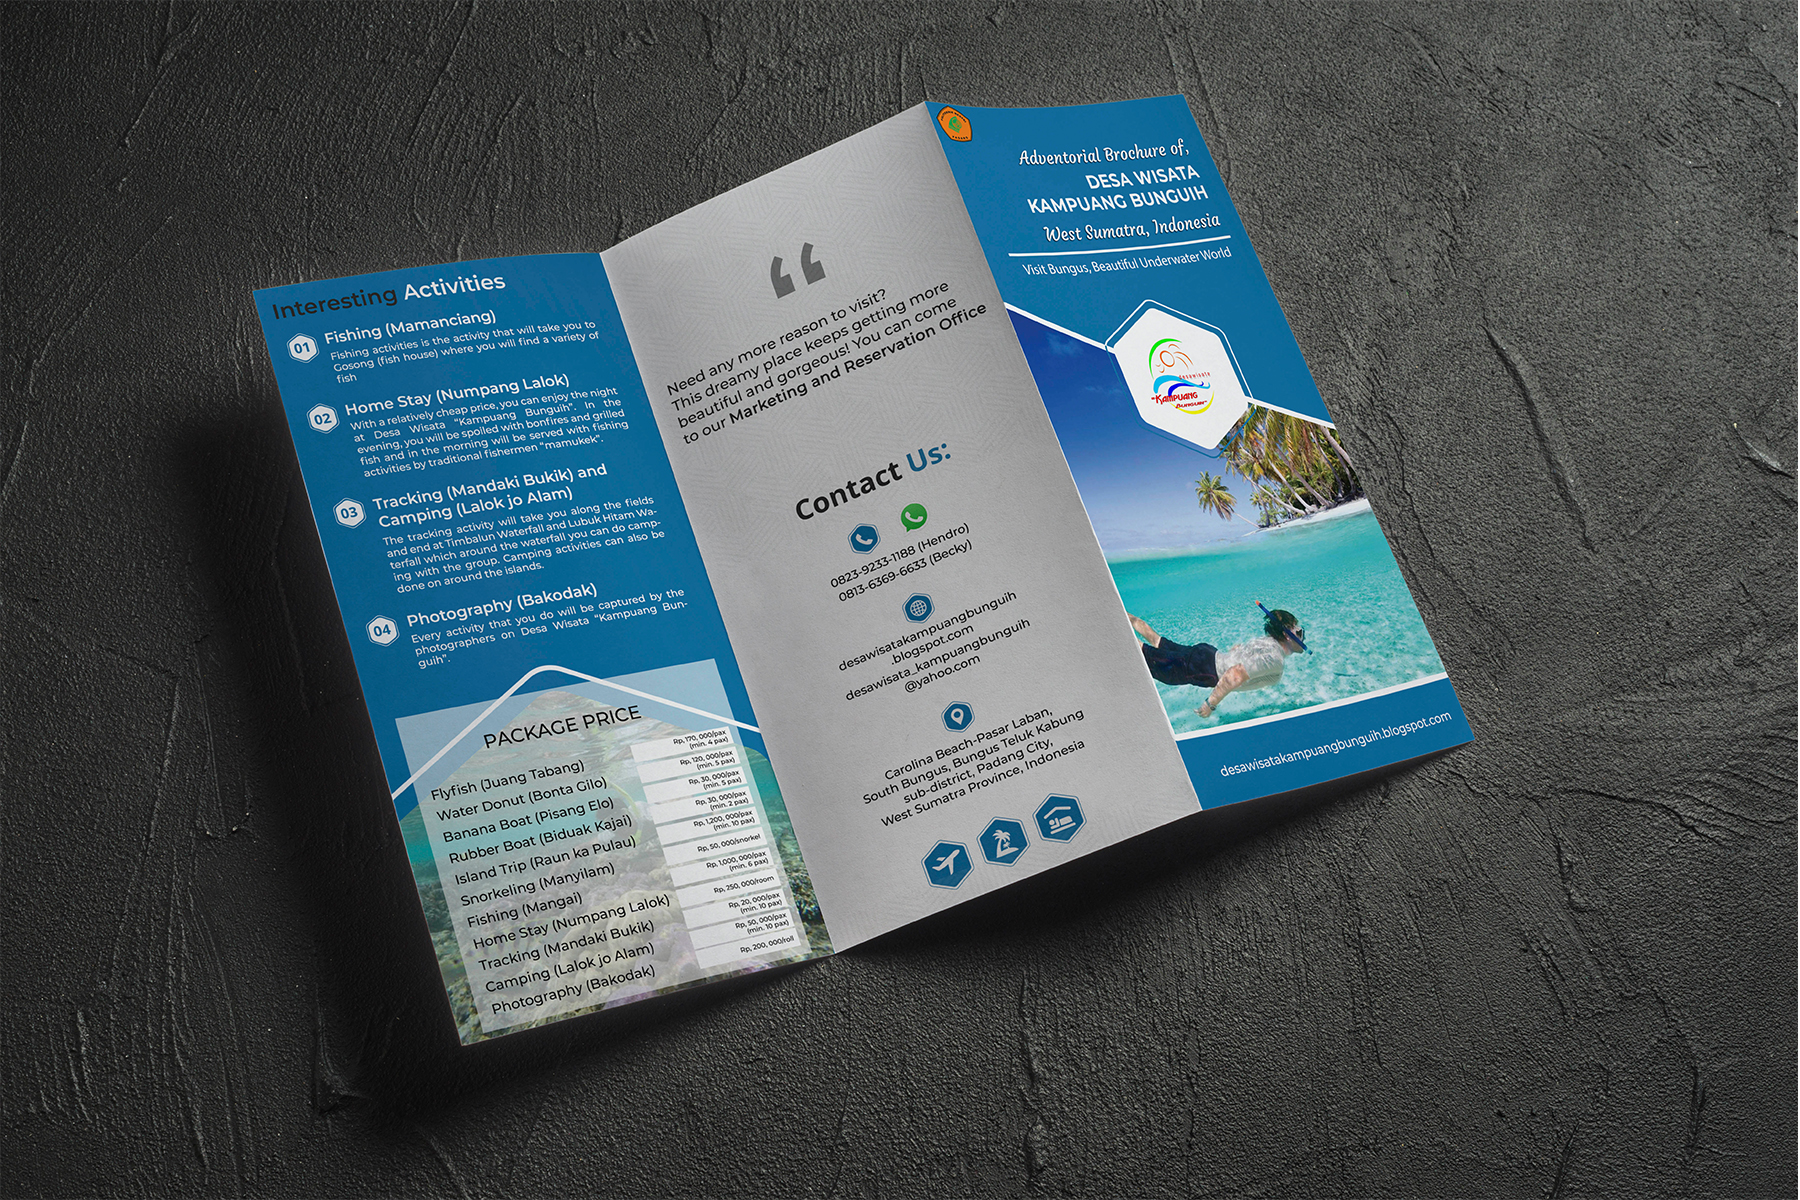 Interesting Activities
01
Fishing (Mamanciang)
Fishing activities is the activity that will take you to
Gosong (fish house) where you will find a variety of
fish
02
Home Stay (Numpang Lalok)
With a relatively cheap price, you can enjoy the night
at Desa Wisata “Kampuang Bunguih”. In the
evening, you will be spoiled with bonfires and grilled
fish and in the morning will be served with fishing
activities by traditional fishermen “mamukek”.
03
Tracking (Mandaki Bukik) and
Camping (Lalok jo Alam)
The tracking activity will take you along the fields
and end at Timbalun Waterfall and Lubuk Hitam Wa-
terfall which around the waterfall you can do camp-
ing with the group. Camping activities can also be
done on around the islands.
04
Photography (Bakodak)
Every activity that you do will be captured by the
photographers on Desa Wisata “Kampuang Bun-
guih”.
PACKAGE PRICE
Flyfish (Juang Tabang)
Water Donut (Bonta Gilo)
Banana Boat (Pisang Elo)
Rubber Boat (Biduak Kajai)
Island Trip (Raun ka Pulau)
Snorkeling (Manyilam)
Fishing (Mangai)
Home Stay (Numpang Lalok)
Tracking (Mandaki Bukik)
Camping (Lalok jo Alam)
Photography (Bakodak)
Rp, 170, 000/pax
(min. 4 pax)
Rp, 120, 000/pax
(min. 5 pax)
Rp, 30, 000/pax
(min. 5 pax)
Rp, 30, 000/pax
(min. 2 pax)
Rp, 1,200, 000/pax
(min. 10 pax)
Rp, 50, 000/snorkel
Rp, 1,000, 000/pax
(min. 6 pax)
Rp, 250, 000/room
Rp, 20, 000/pax
(min. 10 pax)
Rp, 50, 000/pax
(min. 10 pax)
Rp, 200, 000/roll
“
Need any more reason to visit?
This dreamy place keeps getting more
beautiful and gorgeous! You can come
to our Marketing and Reservation Office
Contact Us:
0823-9233-1188 (Hendro)
0813-6369-6633 (Becky)
desawisatakampuangbunguih
.blogspot.com
desawisata_kampuangbunguih
@yahoo.com
Carolina Beach-Pasar Laban,
South Bungus, Bungus Teluk Kabung
sub-district, Padang City,
West Sumatra Province, Indonesia
Adventorial Brochure of,
DESA WISATA
KAMPUANG BUNGUIH
West Sumatra, Indonesia
Visit Bungus, Beautiful Underwater World
desawisata
"KAMPUANG
BUNGUIH"
desawisatakampuangbunguih.blogspot.com